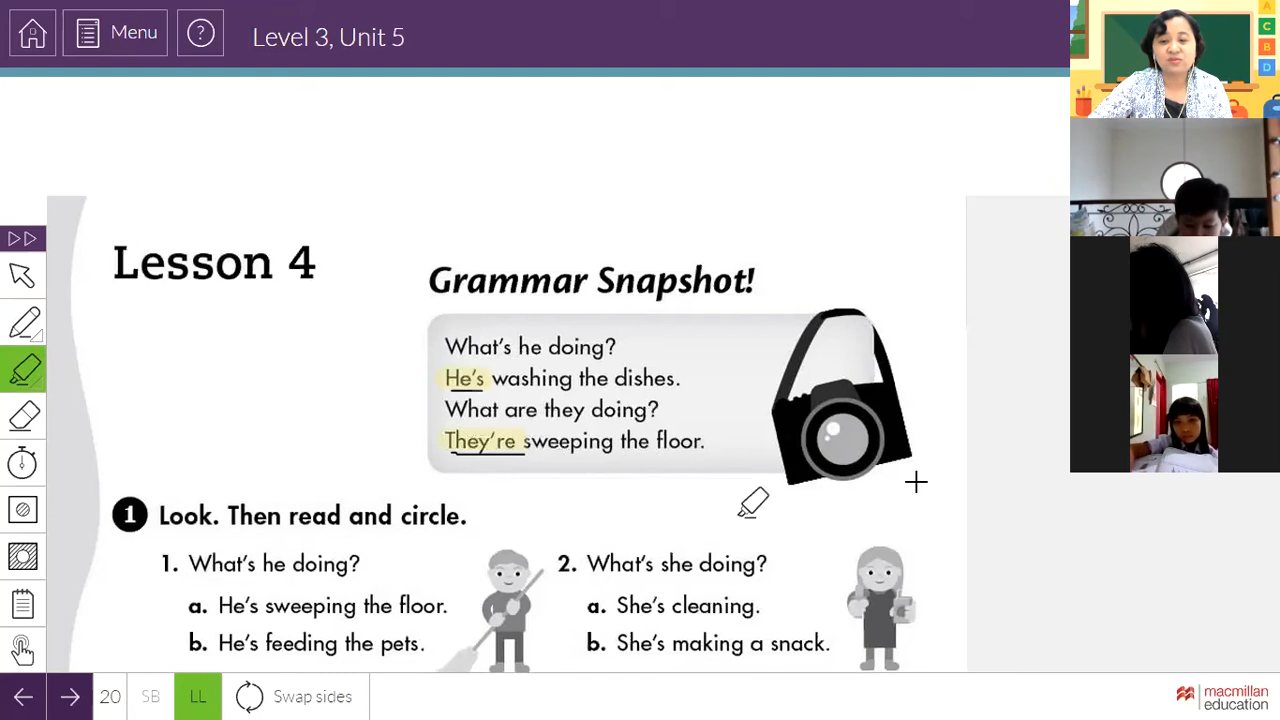 Menu
?
Level 3, Unit 5
A
C
B
D
Lesson 4
Grammar Snapshot!
What's he doing?
He's washing the dishes.
What are they doing?
They're sweeping the floor.
1 Look. Then read and circle.
1. What's he doing?
a. He's sweeping the floor.
b. He's feeding the pets.
2. What's she doing?
a. She's cleaning.
b. She's making a snack.
20
SB
LL
Swap sides
macmillan
education